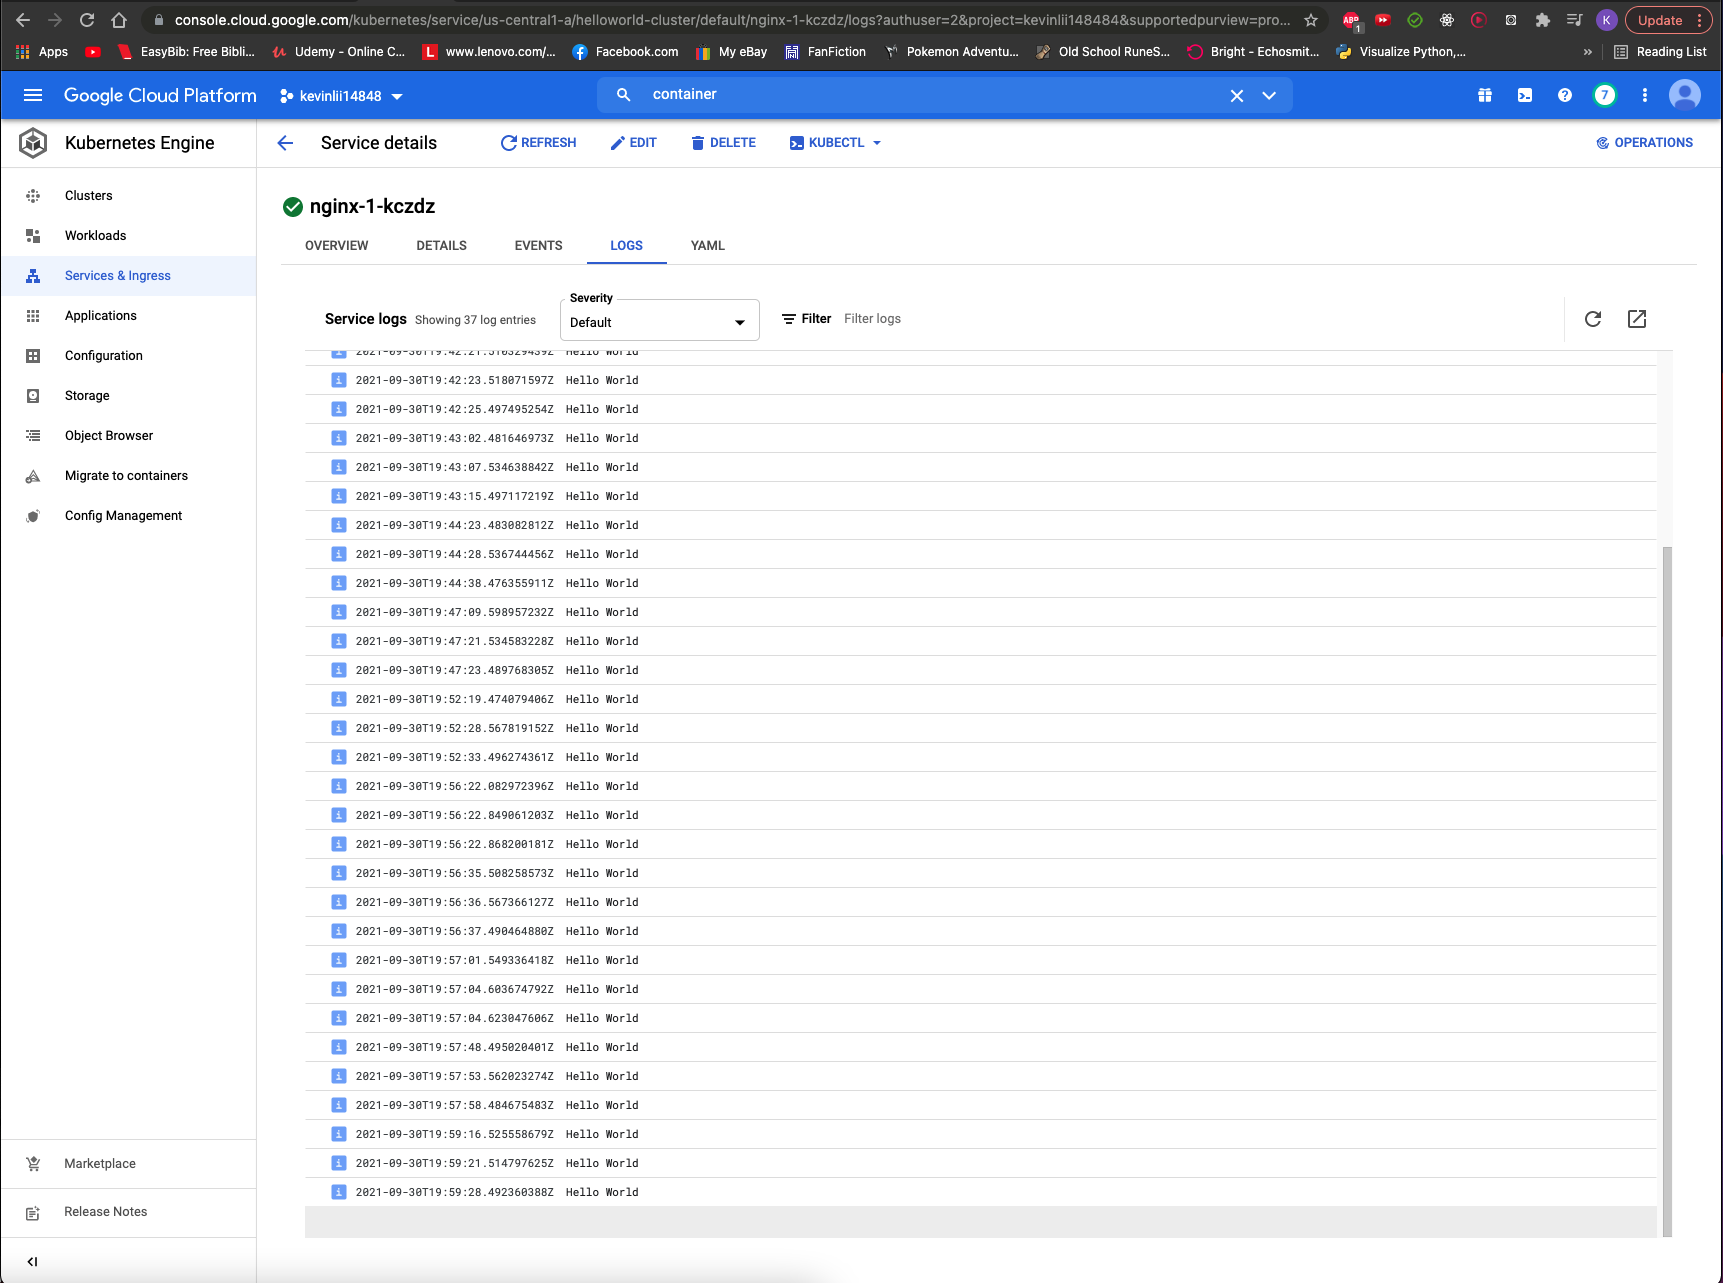 console.cloud.google.com/kubernetes/service/us-central1-a/helloworld-cluster/default/nginx-1-kczdz/logs?authuser=2&project=kevinlii148484&supportedpurview=pro...
ABP
1
K
Update
Apps
EasyBib: Free Bibli...
Udemy - Online C...
L
www.lenovo.com/...
Facebook.com
My eBay
FanFiction
Pokemon Adventu...
Old School RuneS...
Bright - Echosmit...
Visualize Python,...
»
Reading List
Google Cloud Platform
kevinlii14848
container
7
Kubernetes Engine
Service details
REFRESH
EDIT
DELETE
KUBECTL
OPERATIONS
Clusters
Workloads
Services & Ingress
Applications
Configuration
Storage
Object Browser
Migrate to containers
Config Management
nginx-1-kczdz
OVERVIEW
DETAILS
EVENTS
LOGS
YAML
Service logs
Showing 37 log entries
Severity
Default
Filter
Filter logs
2021-09-30T19:42:21.510329439Z Hello World
2021-09-30T19:42:23.518071597Z Hello World
2021-09-30T19:42:25.497495254Z Hello World
2021-09-30T19:43:02.481646973Z Hello World
2021-09-30T19:43:07.534638842Z Hello World
2021-09-30T19:43:15.497117219Z Hello World
2021-09-30T19:44:23.483082812Z Hello World
2021-09-30T19:44:28.536744456Z Hello World
2021-09-30T19:44:38.476355911Z Hello World
2021-09-30T19:47:09.598957232Z Hello World
2021-09-30T19:47:21.534583228Z Hello World
2021-09-30T19:47:23.489768305Z Hello World
2021-09-30T19:52:19.474079406Z Hello World
2021-09-30T19:52:28.567819152Z Hello World
2021-09-30T19:52:33.496274361Z Hello World
2021-09-30T19:56:22.082972396Z Hello World
2021-09-30T19:56:22.849061203Z Hello World
2021-09-30T19:56:22.868200181Z Hello World
2021-09-30T19:56:35.508258573Z Hello World
2021-09-30T19:56:36.567366127Z Hello World
2021-09-30T19:56:37.490464880Z Hello World
2021-09-30T19:57:01.549336418Z Hello World
2021-09-30T19:57:04.603674792Z Hello World
2021-09-30T19:57:04.623047606Z Hello World
2021-09-30T19:57:48.495020401Z Hello World
2021-09-30T19:57:53.562023274Z Hello World
2021-09-30T19:57:58.484675483Z Hello World
2021-09-30T19:59:16.525558679Z Hello World
2021-09-30T19:59:21.514797625Z Hello World
2021-09-30T19:59:28.492360388Z Hello World
Marketplace
Release Notes